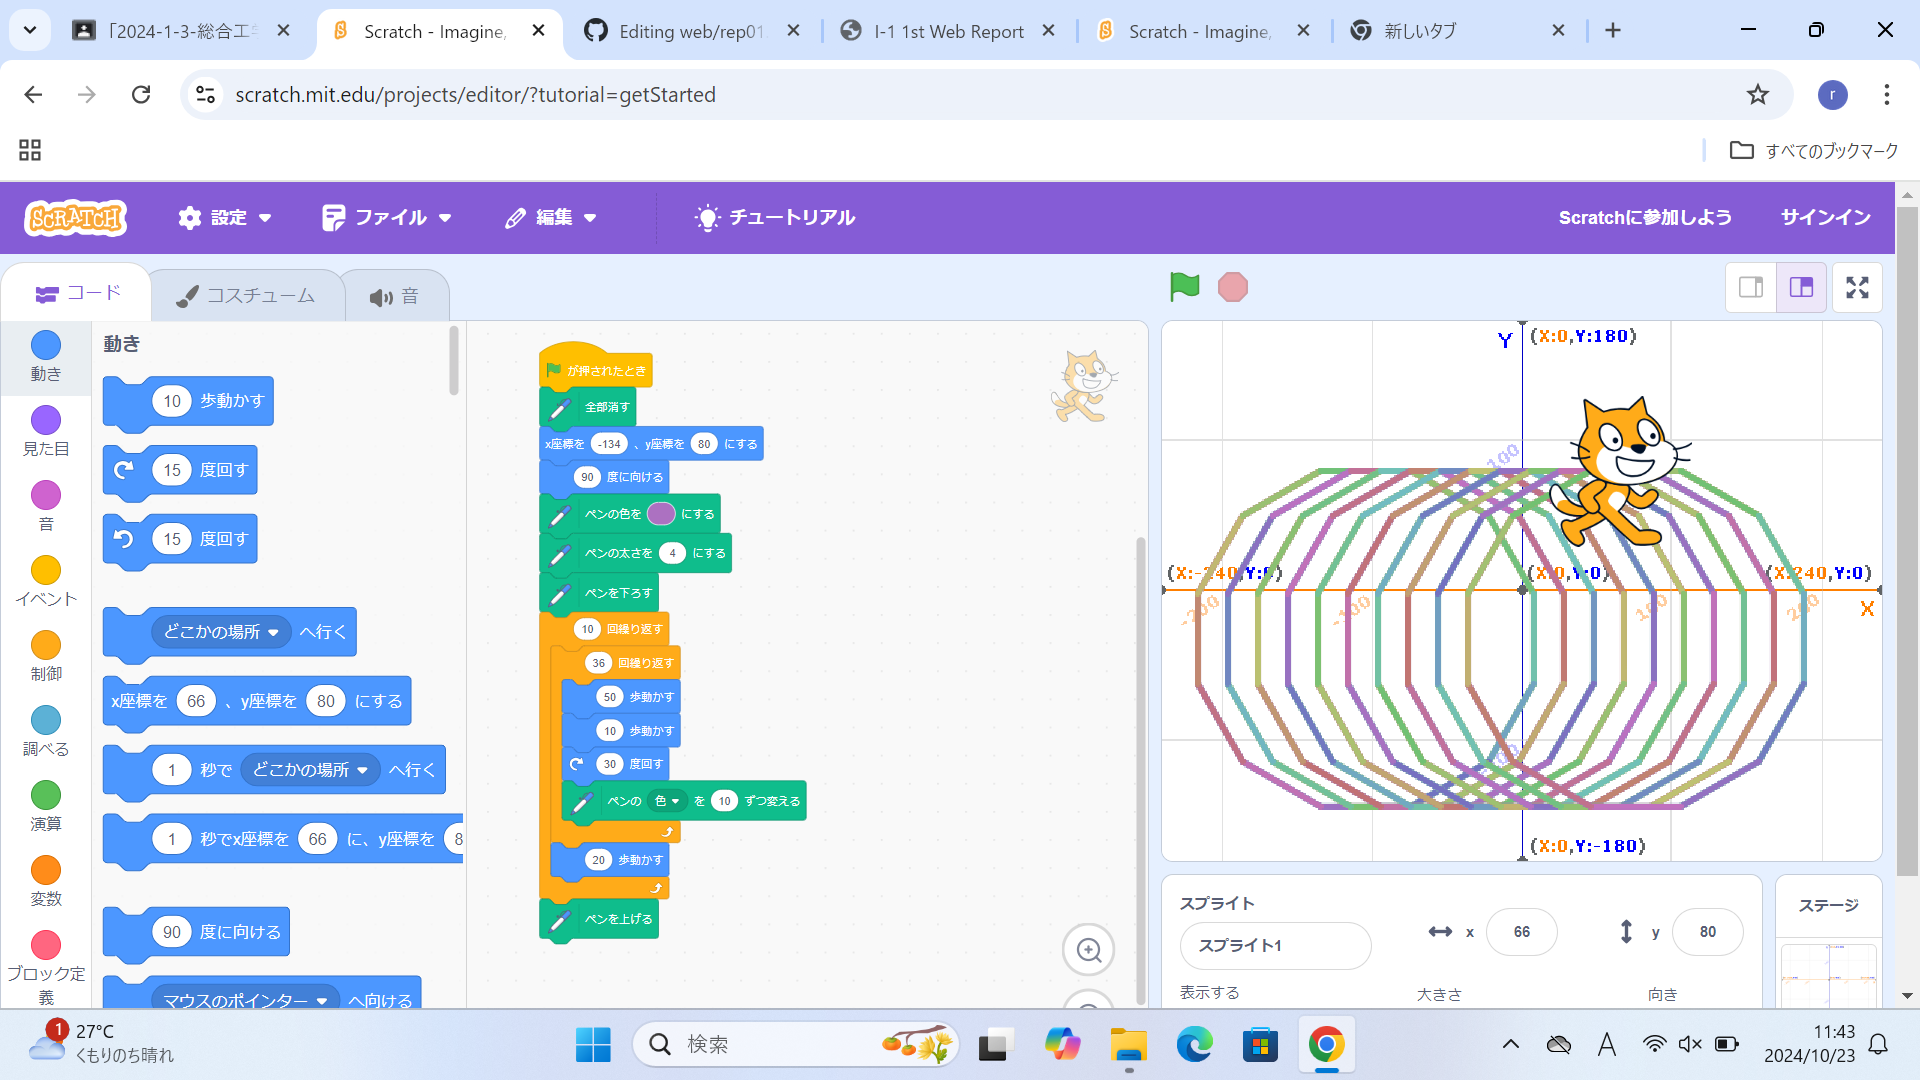 「2024-1-3-総合工学
Scratch - Imagine,
Editing web/rep01
I-1 1st Web Report
Scratch - Imagine,
新しいタブ
scratch.mit.edu/projects/editor/?tutorial=getStarted
r
すべてのブックマーク
SCRATCH
設定
ファイル
編集
チュートリアル
Scratchに参加しよう
サインイン
コード
コスチューム
音
動き
見た目
音
イベント
制御
調べる
演算
変数
ブロック定
義
動き
10 歩動かす
15 度回す
15 度回す
どこかの場所 へ行く
x座標を 66 、y座標を 80 にする
1 秒で どこかの場所 へ行く
1 秒でx座標を 66 に、y座標を 8
90 度に向ける
マウスのポインター へ向ける
が押されたとき
全部消す
x座標を -134 、y座標を 80 にする
90 度に向ける
ペンの色を にする
ペンの太さを 4 にする
ペンを下ろす
10 回繰り返す
36 回繰り返す
50 歩動かす
10 歩動かす
30 度回す
ペンの 色 を 10 ずつ変える
20 歩動かす
ペンを上げる
Y
(X:0,Y:180)
100
(X:-240,Y:0)
(X:0,Y:0)
(X:240,Y:0)
-200
-100
100
200
X
(X:0,Y:-180)
スプライト
スプライト1
x
66
y
80
表示する
大きさ
向き
ステージ
1
27°C
くもりのち晴れ
検索
A
11:43
2024/10/23